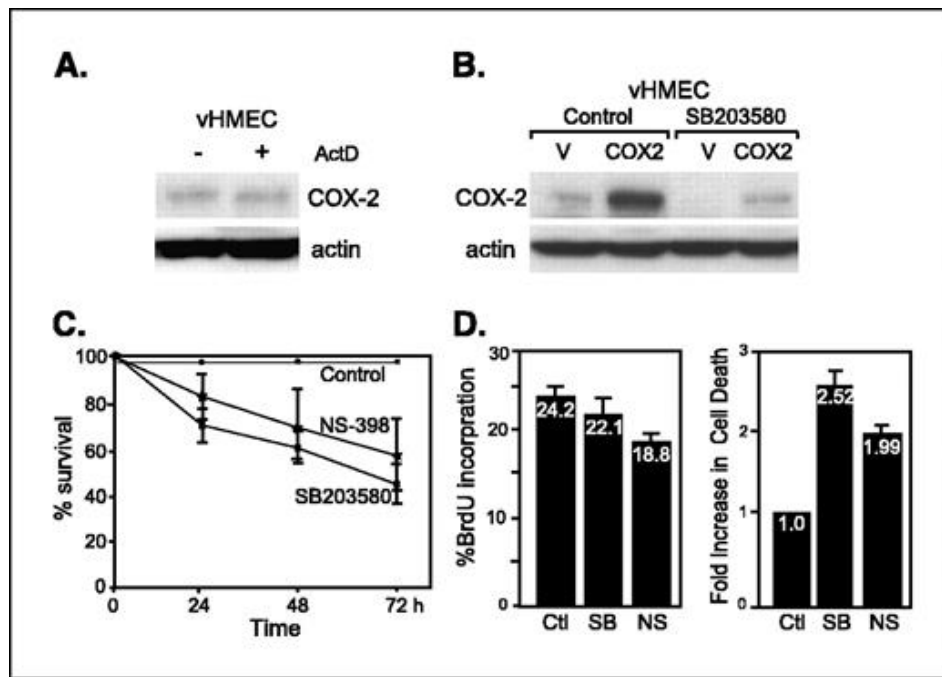 A.
vHMEC
- + ActD
COX-2
actin
B.
vHMEC
Control SB203580
V COX2 V COX2
COX-2
actin
C.
% survival
100
80
60
40
20
0
Control
NS-398
SB203580
0 24 48 72 h
Time
D.
%BrdU incorpration
30
20
10
0
24.2
22.1
18.8
Ctl SB NS
Fold Increase in Cell Death
3
2
1
0
1.0
2.52
1.99
Ctl SB NS